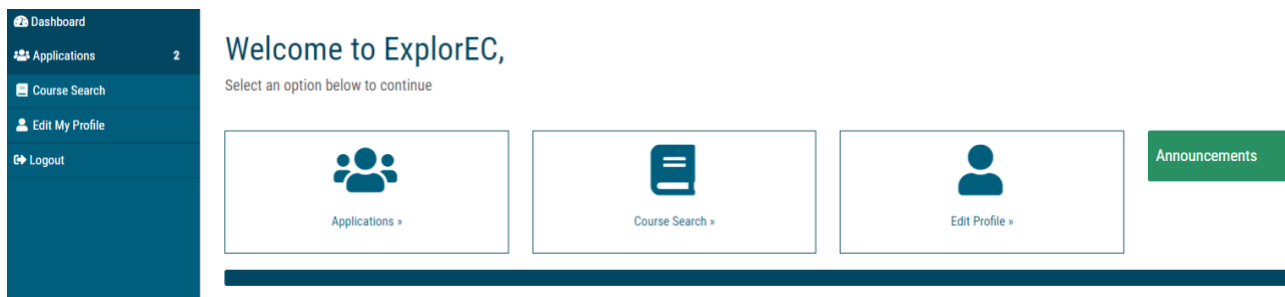 Dashboard
Applications 2
Course Search
Edit My Profile
Logout
Welcome to ExplorEC,
Select an option below to continue
Applications »
Course Search »
Edit Profile »
Announcements